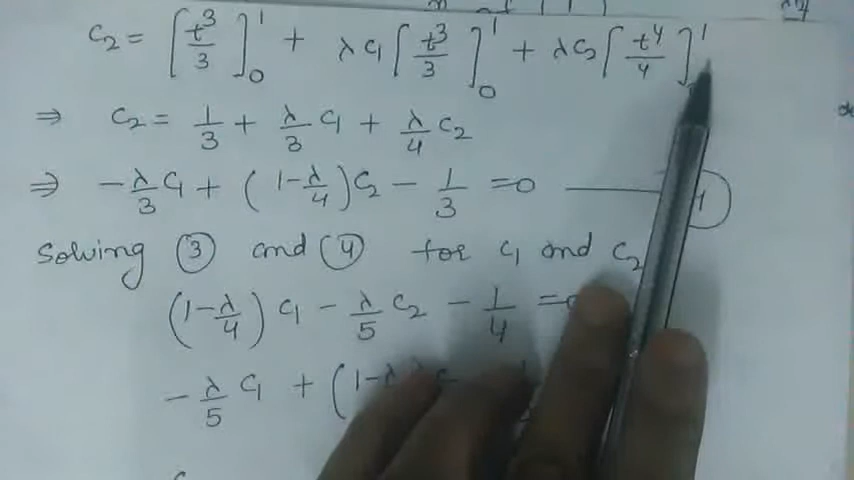 C₂ = [t³/3]₀¹ + λC₁[t³/3]₀¹ + λC₂[t⁴/4]¹
⇒ C₂ = 1/3 + λ/3 C₁ + λ/4 C₂
⇒ -λ/3 C₁ + (1-λ/4)C₂ - 1/3 =0 —
Solving ③ and ④ for C₁ and C₂
(1-λ/4) C₁ - λ/5 C₂ - 1/4 =0
-λ/5 C₁ + (1-λ